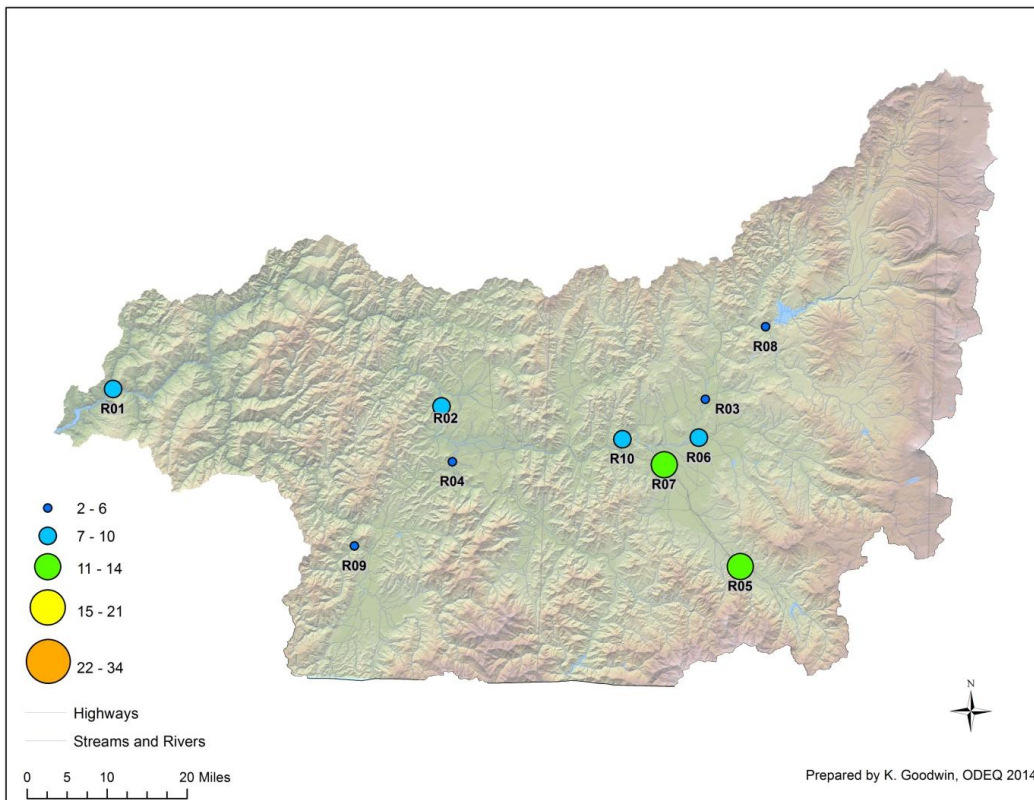 R08
R01
R03
R02
R06
R10
R04
R07
R09
R05
2 - 6
7 - 10
11 - 14
15 - 21
22 - 34
Highways
Streams and Rivers
0 5 10 20 Miles
N
Prepared by K. Goodwin, ODEQ 2014